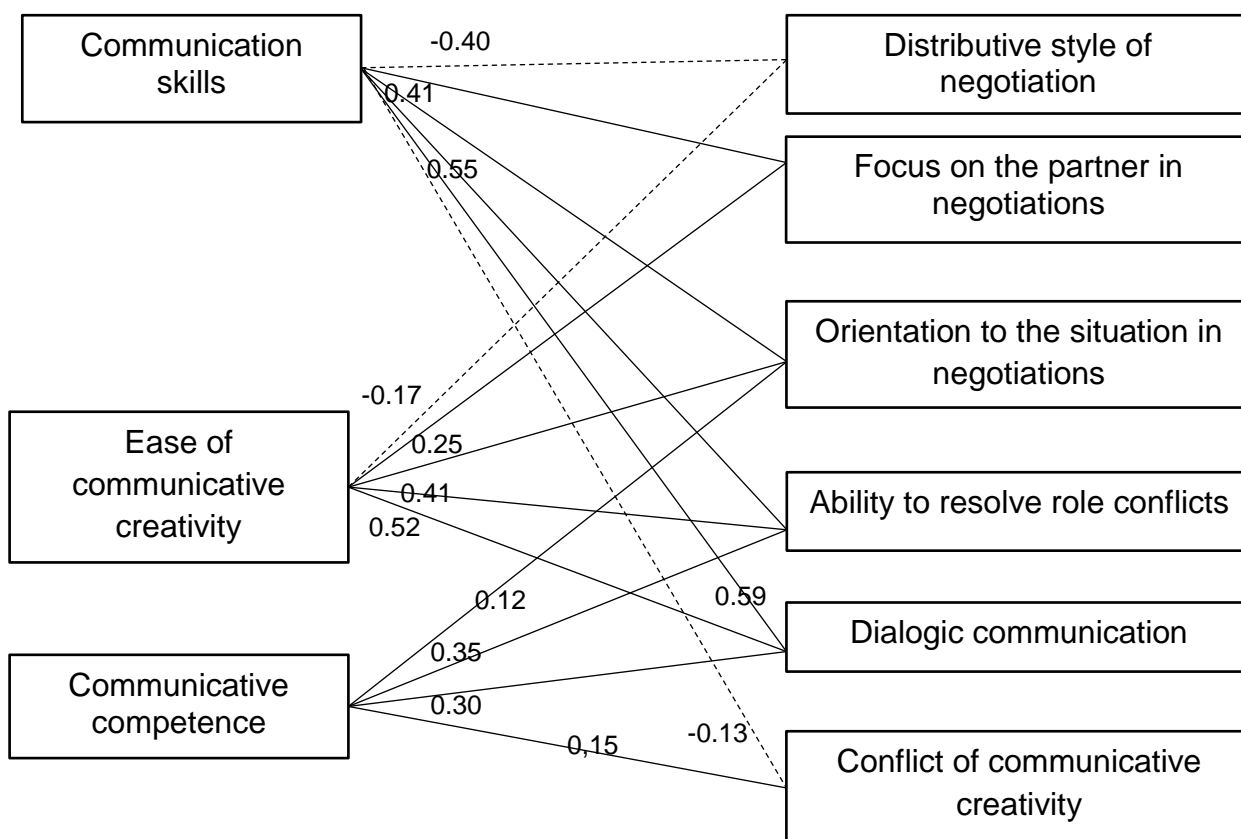 Communication
skills
-0.40
Distributive style of
negotiation
0.41
0.55
Focus on the partner in
negotiations
Orientation to the situation in
negotiations
-0.17
Ease of
communicative
creativity
0.25
0.41
0.52
Ability to resolve role conflicts
0.12
0.59
Dialogic communication
Communicative
competence
0.35
0.30
0,15
-0.13
Conflict of communicative
creativity